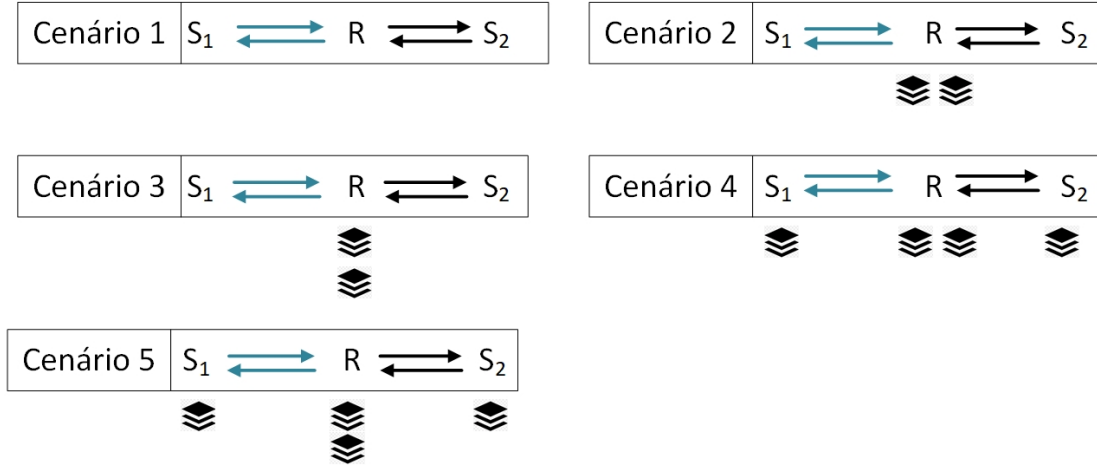 Cenário 1 S₁ R S₂
Cenário 2 S₁ R S₂
Cenário 3 S₁ R S₂
Cenário 4 S₁ R S₂
Cenário 5 S₁ R S₂